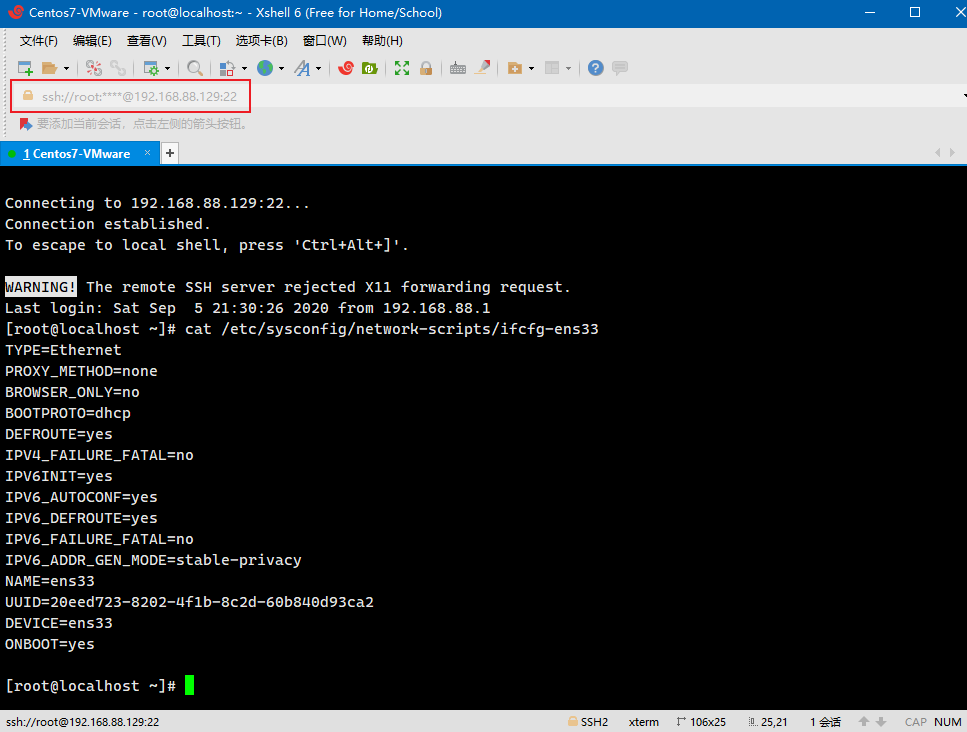 Centos7-VMware - root@localhost:~ - Xshell 6 (Free for Home/School)
文件(F) 编辑(E) 查看(V) 工具(T) 选项卡(B) 窗口(W) 帮助(H)
ssh://root:****@192.168.88.129:22
要添加当前会话，点击左侧的箭头按钮。
1 Centos7-VMware × +
Connecting to 192.168.88.129:22...
Connection established.
To escape to local shell, press 'Ctrl+Alt+]'.
WARNING! The remote SSH server rejected X11 forwarding request.
Last login: Sat Sep  5 21:30:26 2020 from 192.168.88.1
[root@localhost ~]# cat /etc/sysconfig/network-scripts/ifcfg-ens33
TYPE=Ethernet
PROXY_METHOD=none
BROWSER_ONLY=no
BOOTPROTO=dhcp
DEFROUTE=yes
IPV4_FAILURE_FATAL=no
IPV6INIT=yes
IPV6_AUTOCONF=yes
IPV6_DEFROUTE=yes
IPV6_FAILURE_FATAL=no
IPV6_ADDR_GEN_MODE=stable-privacy
NAME=ens33
UUID=20eed723-8202-4f1b-8c2d-60b840d93ca2
DEVICE=ens33
ONBOOT=yes
[root@localhost ~]#
ssh://root@192.168.88.129:22 SSH2 xterm 106x25 25,21 1 会话 CAP NUM